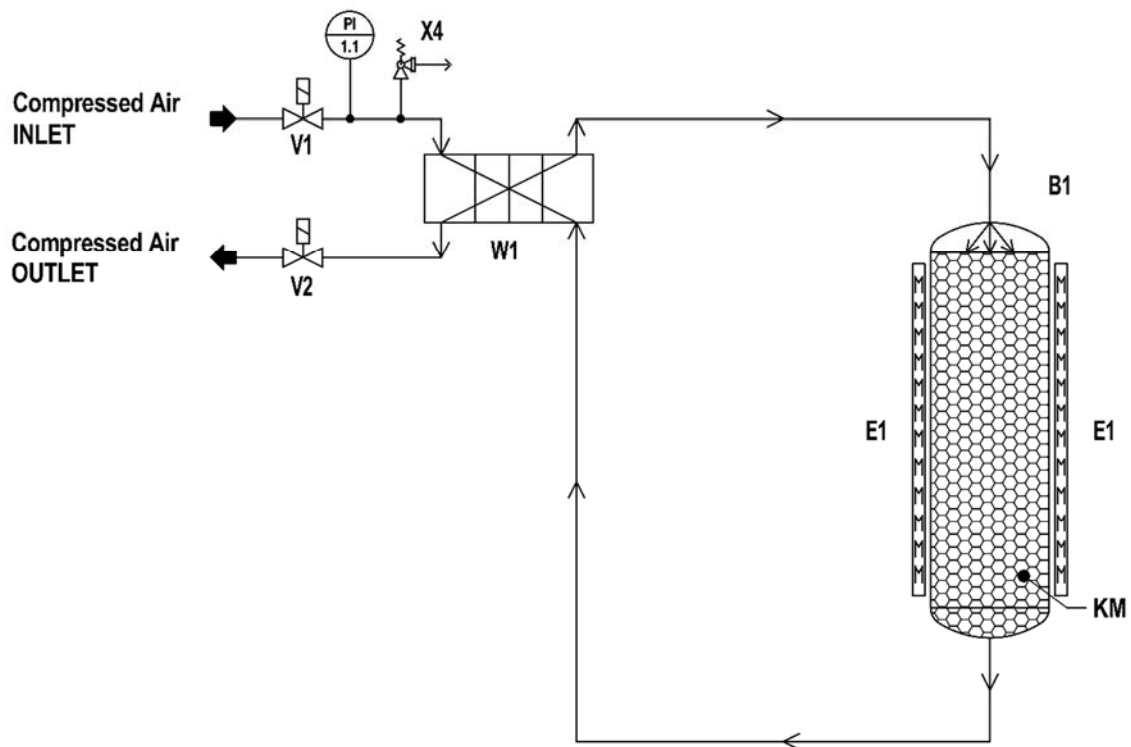 PI
1.1
X4
Compressed Air
INLET
V1
B1
Compressed Air
OUTLET
W1
V2
E1
E1
KM